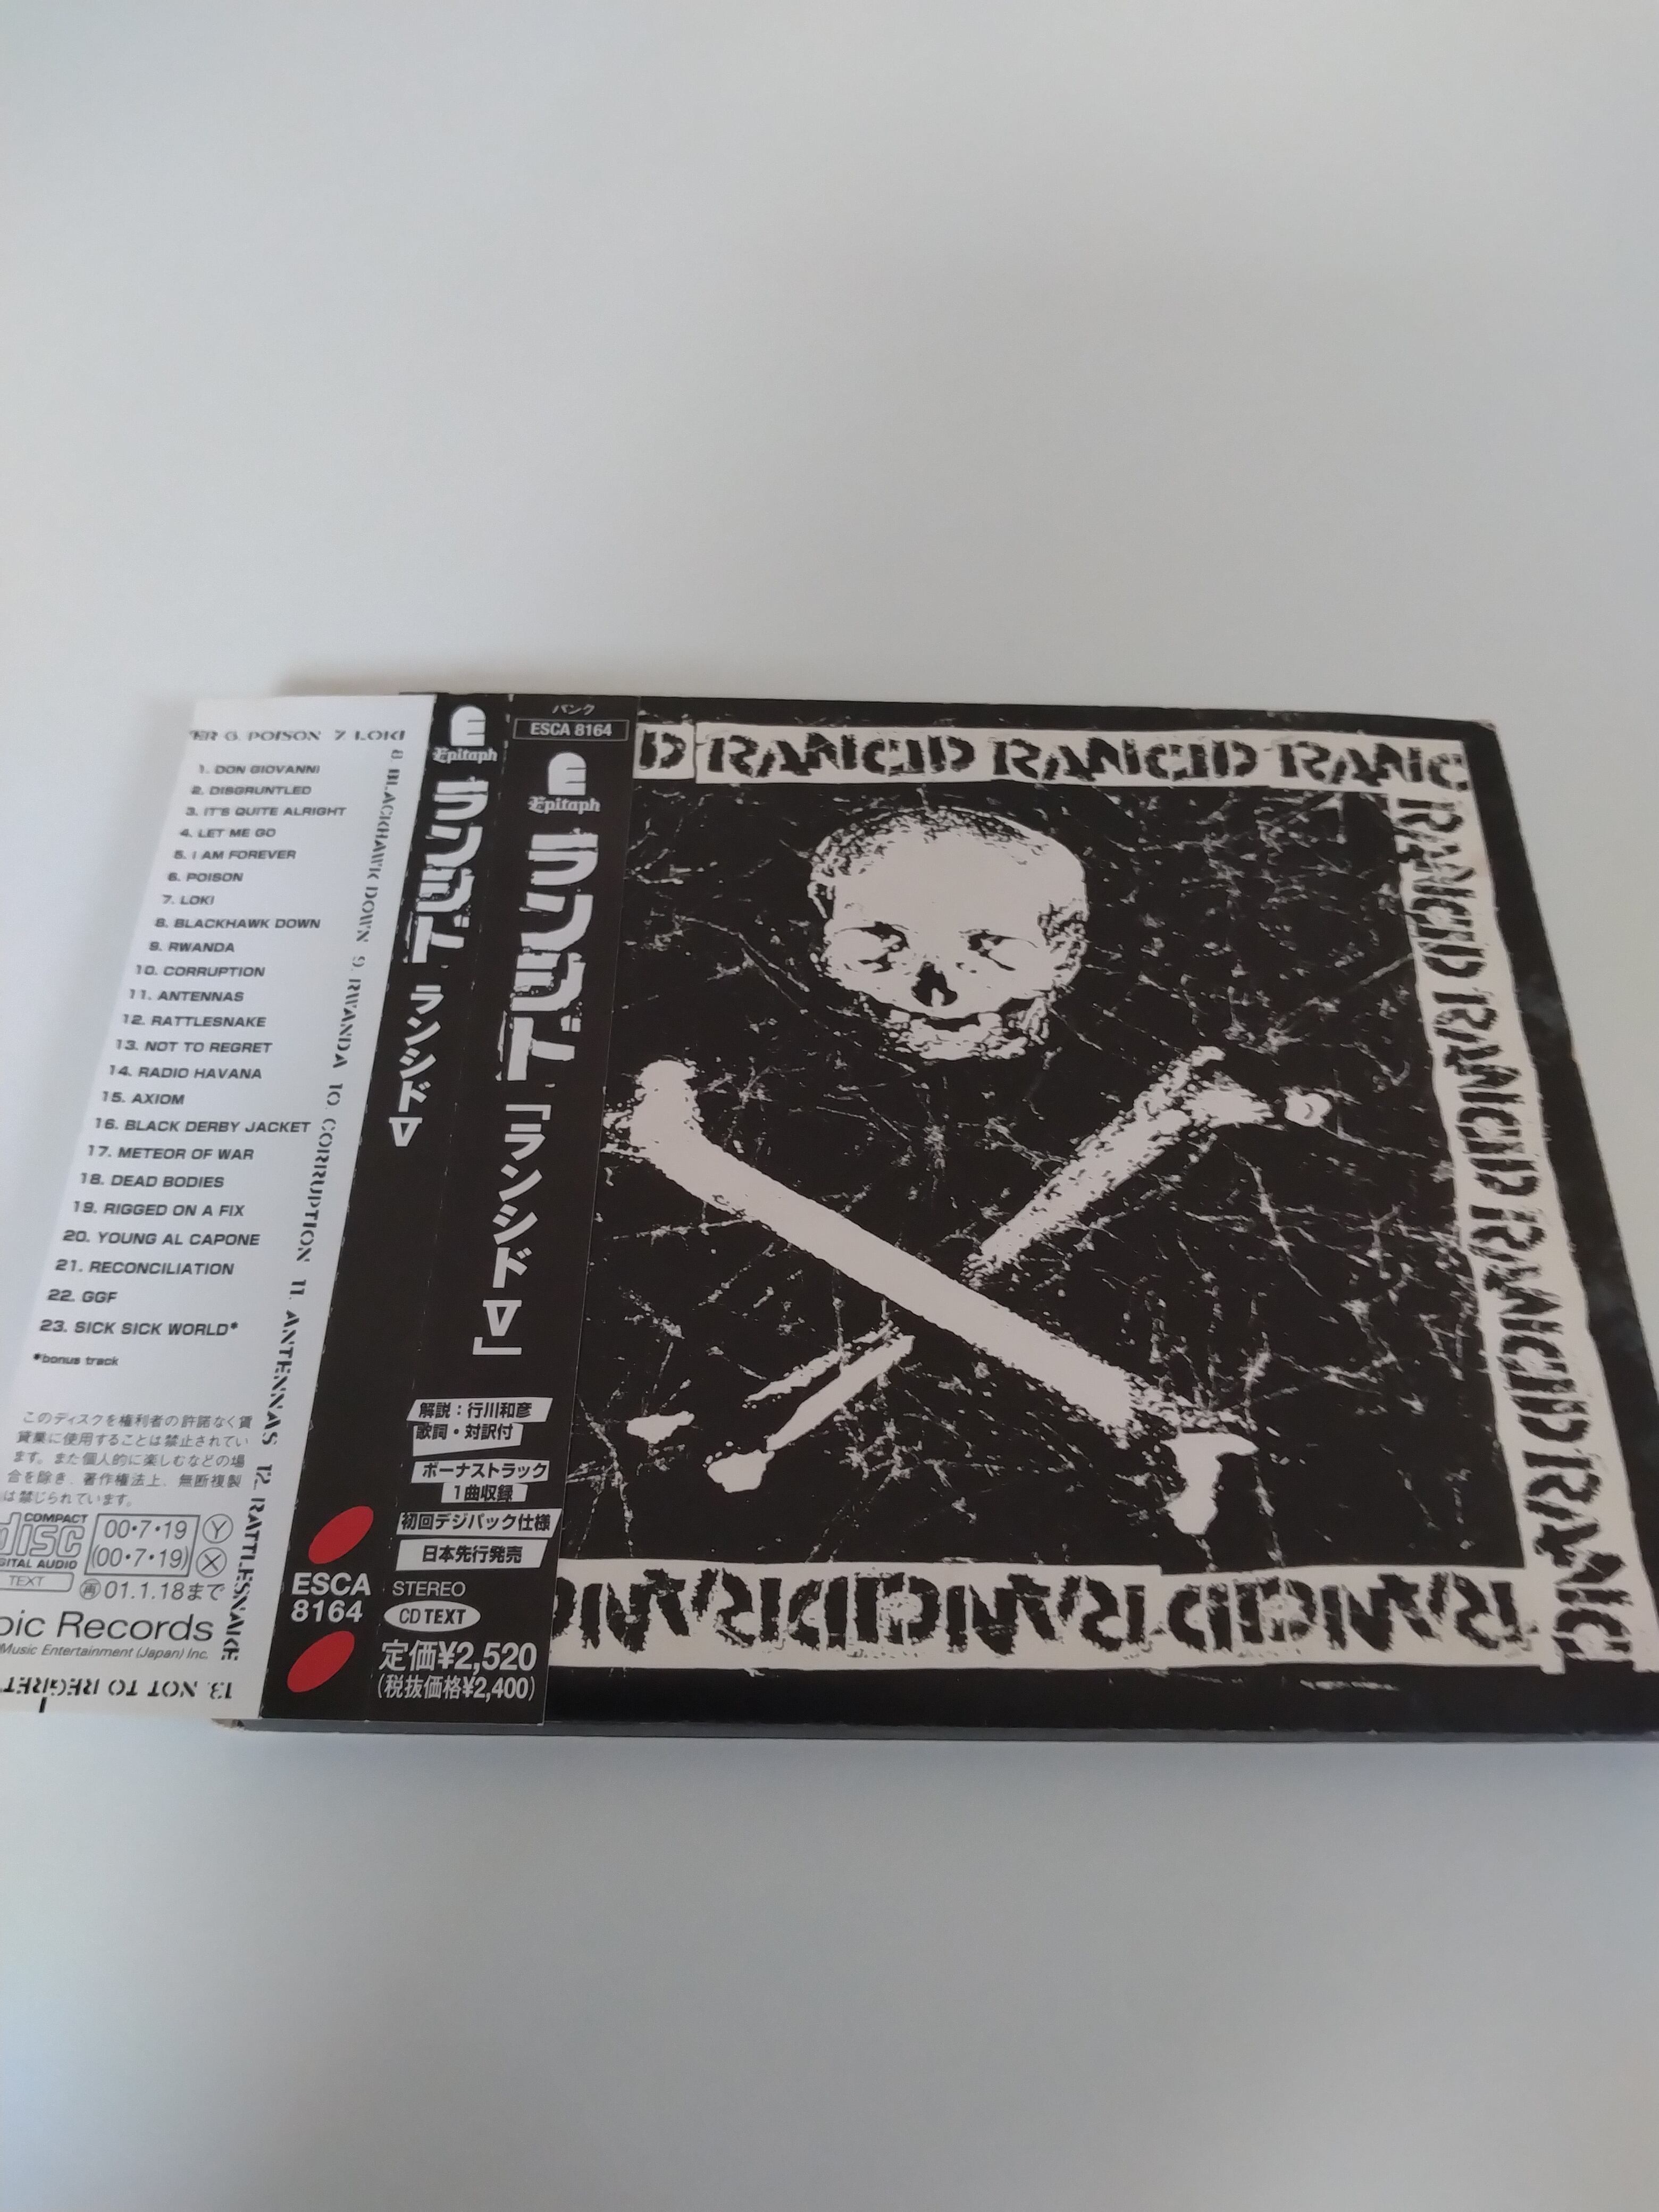 ER 6. POISON 7. LOKI
8. BLACKHAWK DOWN 9. RWANDA 10. CORRUPTION 11. ANTENNAS 12. RATTLESNAKE
13. NOT TO REGRET
1. DON GIOVANNI
2. DISGRUNTLED
3. IT'S QUITE ALRIGHT
4. LET ME GO
5. I AM FOREVER
6. POISON
7. LOKI
8. BLACKHAWK DOWN
9. RWANDA
10. CORRUPTION
11. ANTENNAS
12. RATTLESNAKE
13. NOT TO REGRET
14. RADIO HAVANA
15. AXIOM
16. BLACK DERBY JACKET
17. METEOR OF WAR
18. DEAD BODIES
19. RIGGED ON A FIX
20. YOUNG AL CAPONE
21. RECONCILIATION
22. GGF
23. SICK SICK WORLD*
*bonus track
このディスクを権利者の許諾なく賃
貸業に使用することは禁止されてい
ます。また個人的に楽しむなどの場
合を除き、著作権法上、無断複製
は禁じられています。
COMPACT
disc
DIGITAL AUDIO
TEXT
00・7・19
(00・7・19)
Ⓨ
Ⓧ
再01.1.18まで
pic Records
Music Entertainment (Japan) Inc.
Epitaph
ランシド
ランシドV
ESCA
8164
パンク
ESCA 8164
Epitaph
ランシド
「ランシドV」
解説：行川和彦
歌詞・対訳付
ボーナストラック
1曲収録
初回デジパック仕様
日本先行発売
STEREO
CD TEXT
定価¥2,520
(税抜価格¥2,400)
D RANCID RANCID RANC
RANCID RANCID RANCID RANCID
RANCID RANCID RANCID RANC